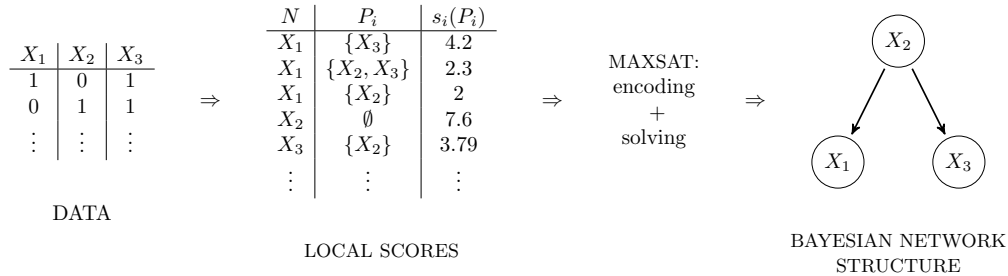 X₁ X₂ X₃
1 0 1
0 1 1
⋮ ⋮ ⋮
DATA
⇒
N Pᵢ sᵢ(Pᵢ)
X₁ {X₃} 4.2
X₁ {X₂, X₃} 2.3
X₁ {X₂} 2
X₂ ∅ 7.6
X₃ {X₂} 3.79
⋮ ⋮ ⋮
LOCAL SCORES
⇒
MAXSAT:
encoding
+
solving
⇒
X₂
X₁ X₃
BAYESIAN NETWORK
STRUCTURE